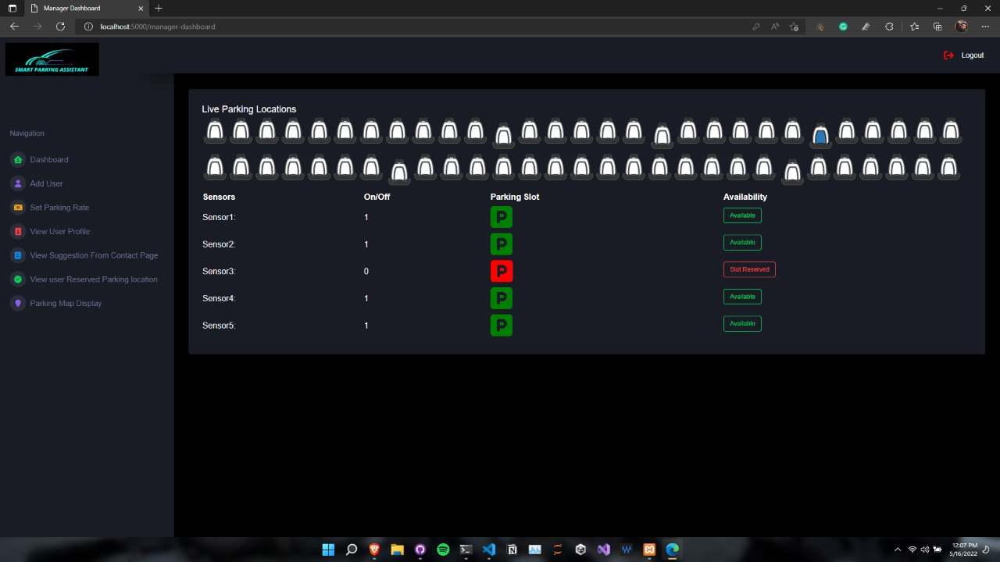 Manager Dashboard
localhost:5000/manager-dashboard
SMART PARKING ASSISTANT
Logout
Navigation
Dashboard
Add User
Set Parking Rate
View User Profile
View Suggestion From Contact Page
View user Reserved Parking location
Parking Map Display
Live Parking Locations
Sensors On/Off Parking Slot Availability
Sensor1: 1 P Available
Sensor2: 1 P Available
Sensor3: 0 P Slot Reserved
Sensor4: 1 P Available
Sensor5: 1 P Available
12:07 PM
5/16/2022